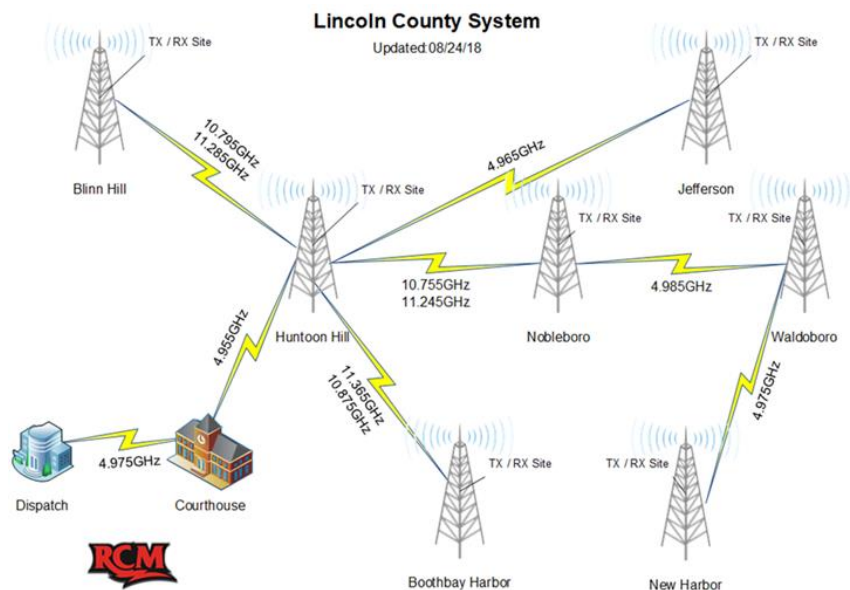 Lincoln County System
Updated:08/24/18
TX / RX Site
Blinn Hill
10.795GHz
11.285GHz
TX / RX Site
Jefferson
4.965GHz
TX / RX Site
Huntoon Hill
TX / RX Site
Nobleboro
10.755GHz
11.245GHz
TX / RX Site
Waldoboro
4.985GHz
4.955GHz
11.365GHz
10.875GHz
4.975GHz
4.975GHz
Dispatch
Courthouse
TX / RX Site
Boothbay Harbor
TX / RX Site
New Harbor
RCM